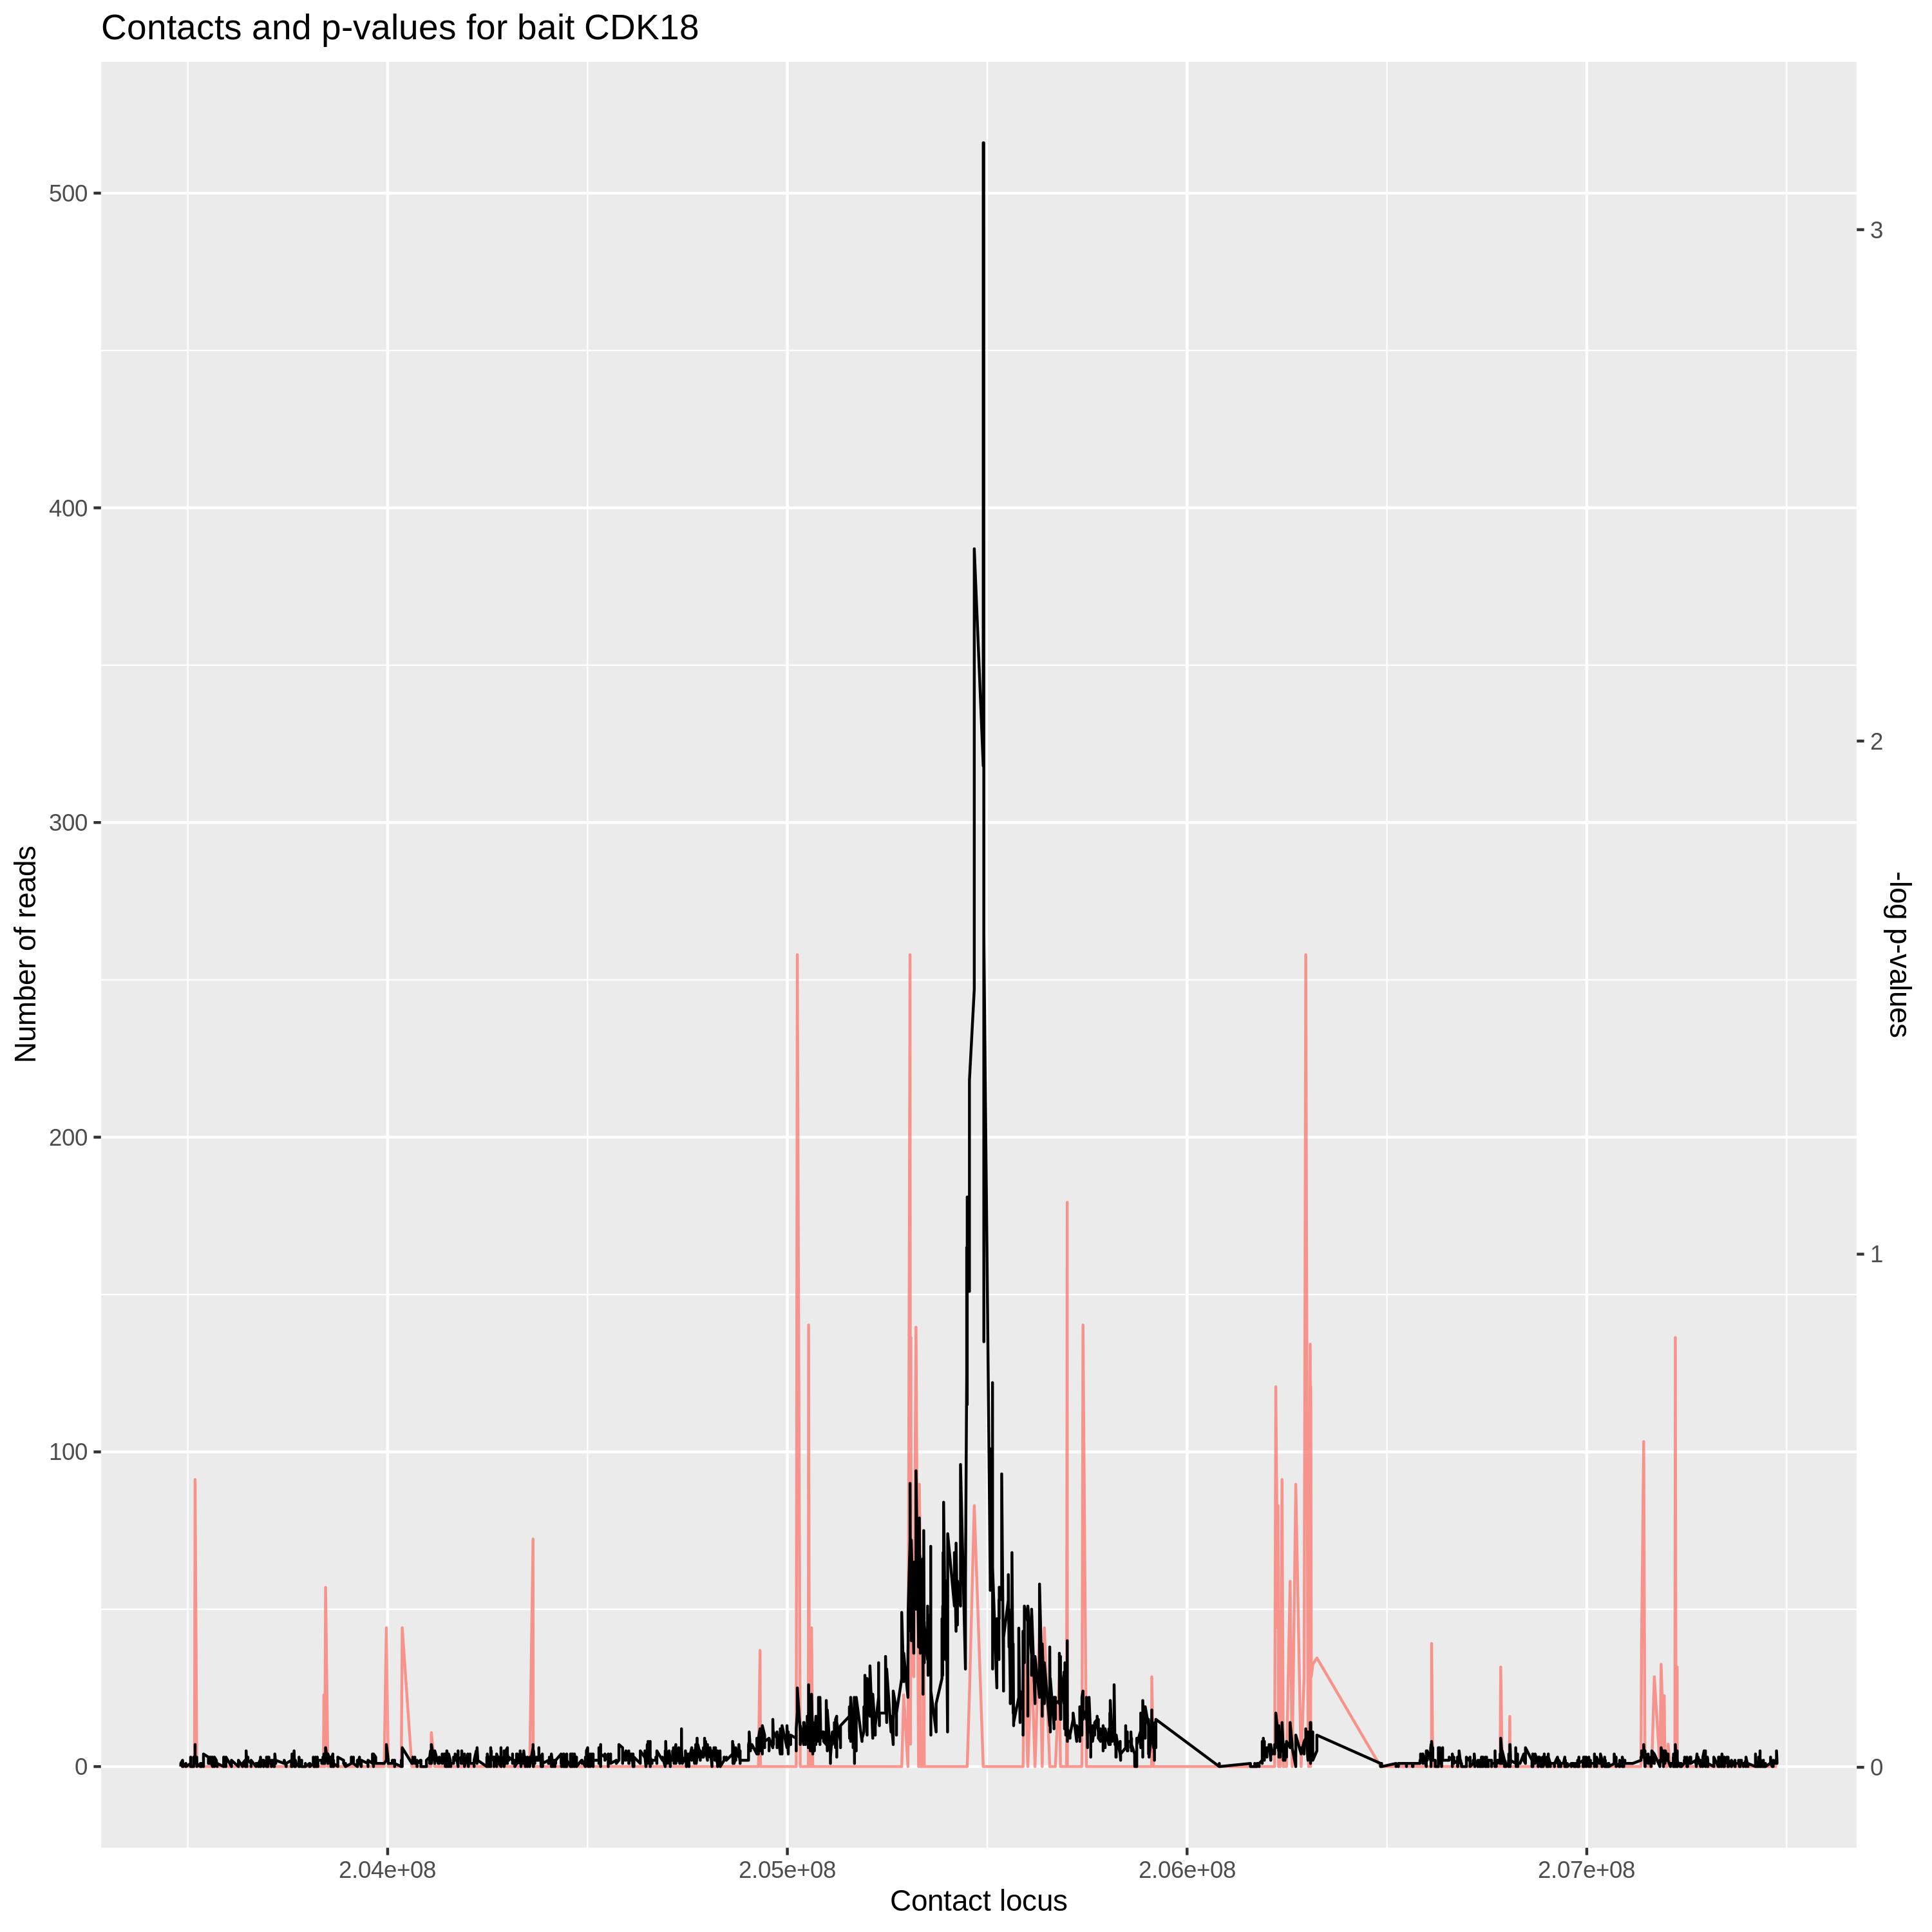 Contacts and p-values for bait CDK18
500
400
300
200
100
0
Number of reads
3
2
1
0
-log p-values
2.04e+08 2.05e+08 2.06e+08 2.07e+08
Contact locus